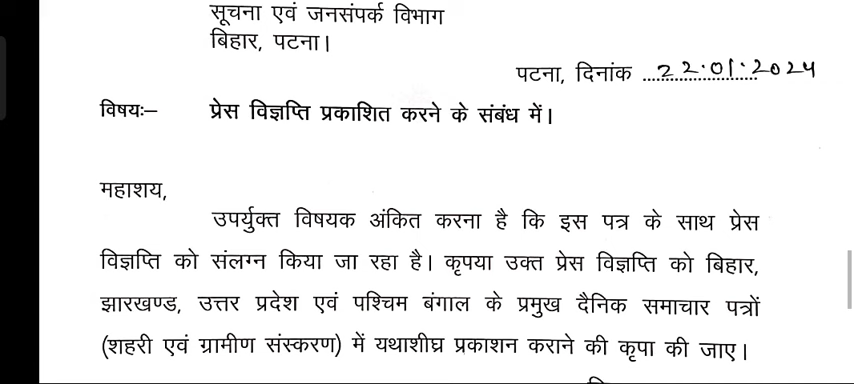 सूचना एवं जनसंपर्क विभाग
बिहार, पटना।
पटना, दिनांक ....22.01.2024
विषयः– प्रेस विज्ञप्ति प्रकाशित करने के संबंध में।
महाशय,
उपर्युक्त विषयक अंकित करना है कि इस पत्र के साथ प्रेस
विज्ञप्ति को संलग्न किया जा रहा है। कृपया उक्त प्रेस विज्ञप्ति को बिहार,
झारखण्ड, उत्तर प्रदेश एवं पश्चिम बंगाल के प्रमुख दैनिक समाचार पत्रों
(शहरी एवं ग्रामीण संस्करण) में यथाशीघ्र प्रकाशन कराने की कृपा की जाए।